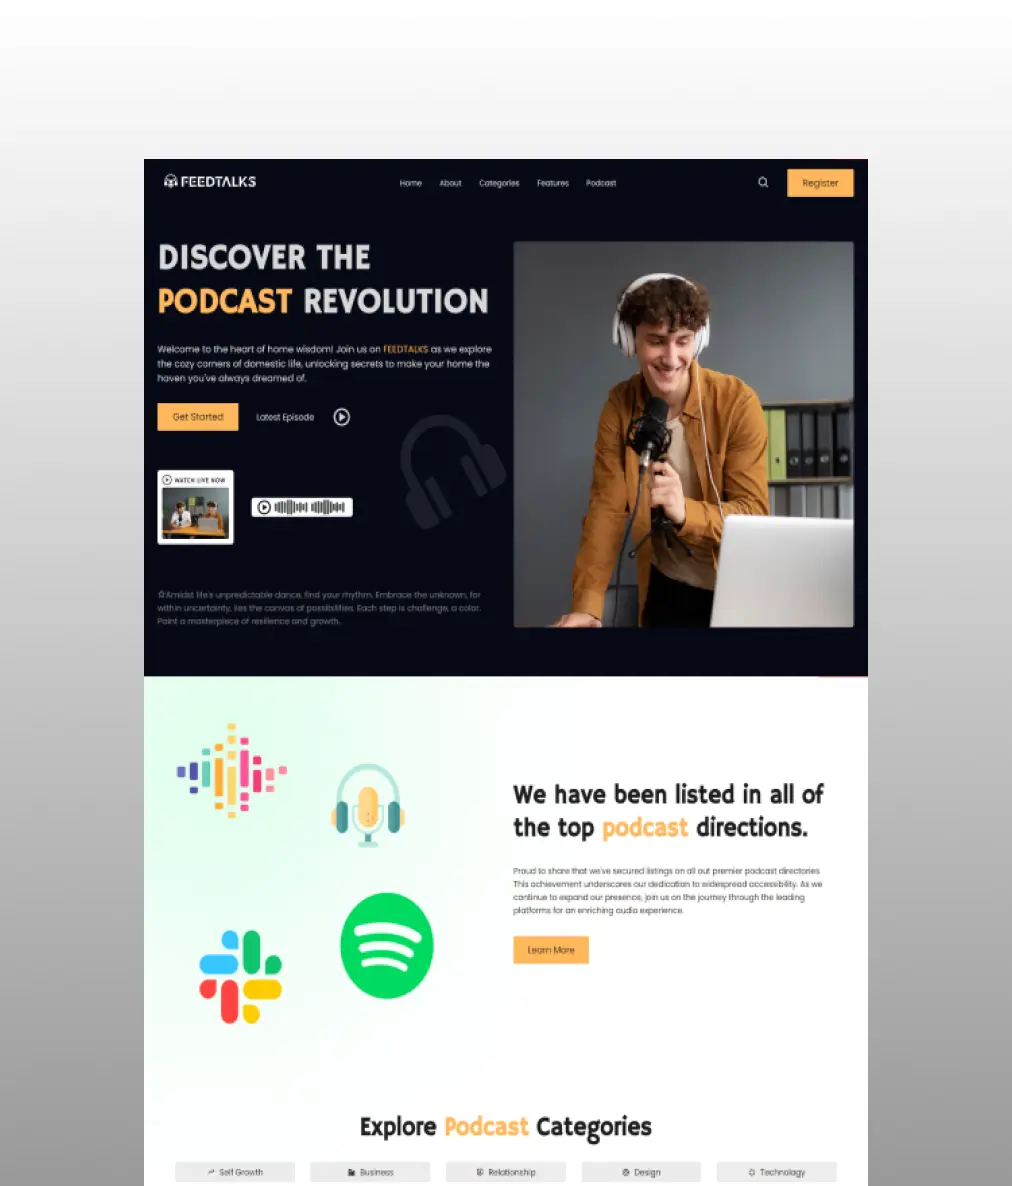 FEEDTALKS
Home About Categories Features Podcast
Register
DISCOVER THE
PODCAST REVOLUTION
Welcome to the heart of home wisdom! Join us on FEEDTALKS as we explore
the cozy corners of domestic life, unlocking secrets to make your home the
haven you've always dreamed of.
Get Started
Latest Episode
WATCH LIVE NOW
Amidst life's unpredictable dance, find your rhythm. Embrace the unknown, for
within uncertainty, lies the canvas of possibilities. Each step is challenge, a color.
Paint a masterpiece of resilience and growth.
We have been listed in all of
the top podcast directions.
Proud to share that we've secured listings on all out premier podcast directories
This achievement underscores our dedication to widespread accessibility. As we
continue to expand our presence, join us on the journey through the leading
platforms for an enriching audio experience.
Learn More
Explore Podcast Categories
Self Growth Business Relationship Design Technology